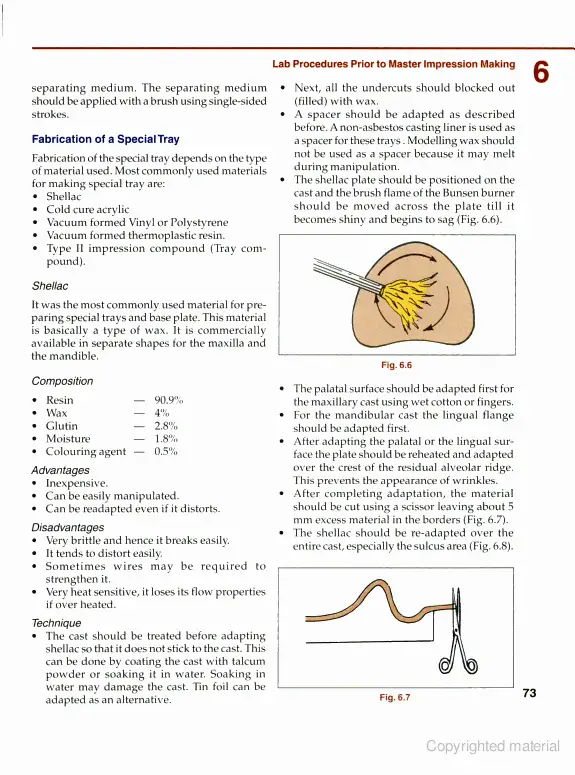 Lab Procedures Prior to Master Impression Making
6
separating medium. The separating medium
should be applied with a brush using single-sided
strokes.
Fabrication of a Special Tray
Fabrication of the special tray depends on the type
of material used. Most commonly used materials
for making special tray are:
• Shellac
• Cold cure acrylic
• Vacuum formed Vinyl or Polystyrene
• Vacuum formed thermoplastic resin.
• Type II impression compound (Tray com-
pound).
Shellac
It was the most commonly used material for pre-
paring special trays and base plate. This material
is basically a type of wax. It is commercially
available in separate shapes for the maxilla and
the mandible.
Composition
• Resin — 90.9%
• Wax — 4%
• Glutin — 2.8%
• Moisture — 1.8%
• Colouring agent — 0.5%
Advantages
• Inexpensive.
• Can be easily manipulated.
• Can be readapted even if it distorts.
Disadvantages
• Very brittle and hence it breaks easily.
• It tends to distort easily.
• Sometimes wires may be required to
strengthen it.
• Very heat sensitive, it loses its flow properties
if over heated.
Technique
• The cast should be treated before adapting
shellac so that it does not stick to the cast. This
can be done by coating the cast with talcum
powder or soaking it in water. Soaking in
water may damage the cast. Tin foil can be
adapted as an alternative.
• Next, all the undercuts should blocked out
(filled) with wax.
• A spacer should be adapted as described
before. A non-asbestos casting liner is used as
a spacer for these trays . Modelling wax should
not be used as a spacer because it may melt
during manipulation.
• The shellac plate should be positioned on the
cast and the brush flame of the Bunsen burner
should be moved across the plate till it
becomes shiny and begins to sag (Fig. 6.6).
Fig. 6.6
• The palatal surface should be adapted first for
the maxillary cast using wet cotton or fingers.
• For the mandibular cast the lingual flange
should be adapted first.
• After adapting the palatal or the lingual sur-
face the plate should be reheated and adapted
over the crest of the residual alveolar ridge.
This prevents the appearance of wrinkles.
• After completing adaptation, the material
should be cut using a scissor leaving about 5
mm excess material in the borders (Fig. 6.7).
• The shellac should be re-adapted over the
entire cast, especially the sulcus area (Fig. 6.8).
Fig. 6.7
73
Copyrighted material